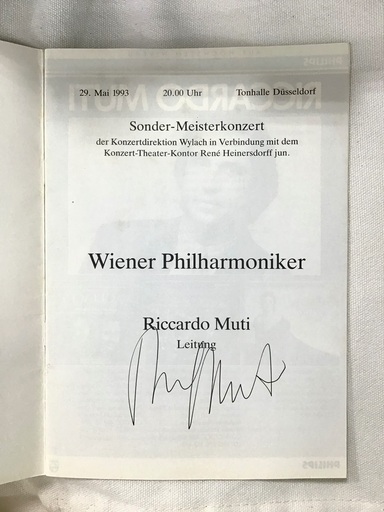 29. Mai 1993 20.00 Uhr Tonhalle Düsseldorf
Sonder-Meisterkonzert
der Konzertdirektion Wylach in Verbindung mit dem
Konzert-Theater-Kontor René Heinersdorff jun.
Wiener Philharmoniker
Riccardo Muti
Leitung